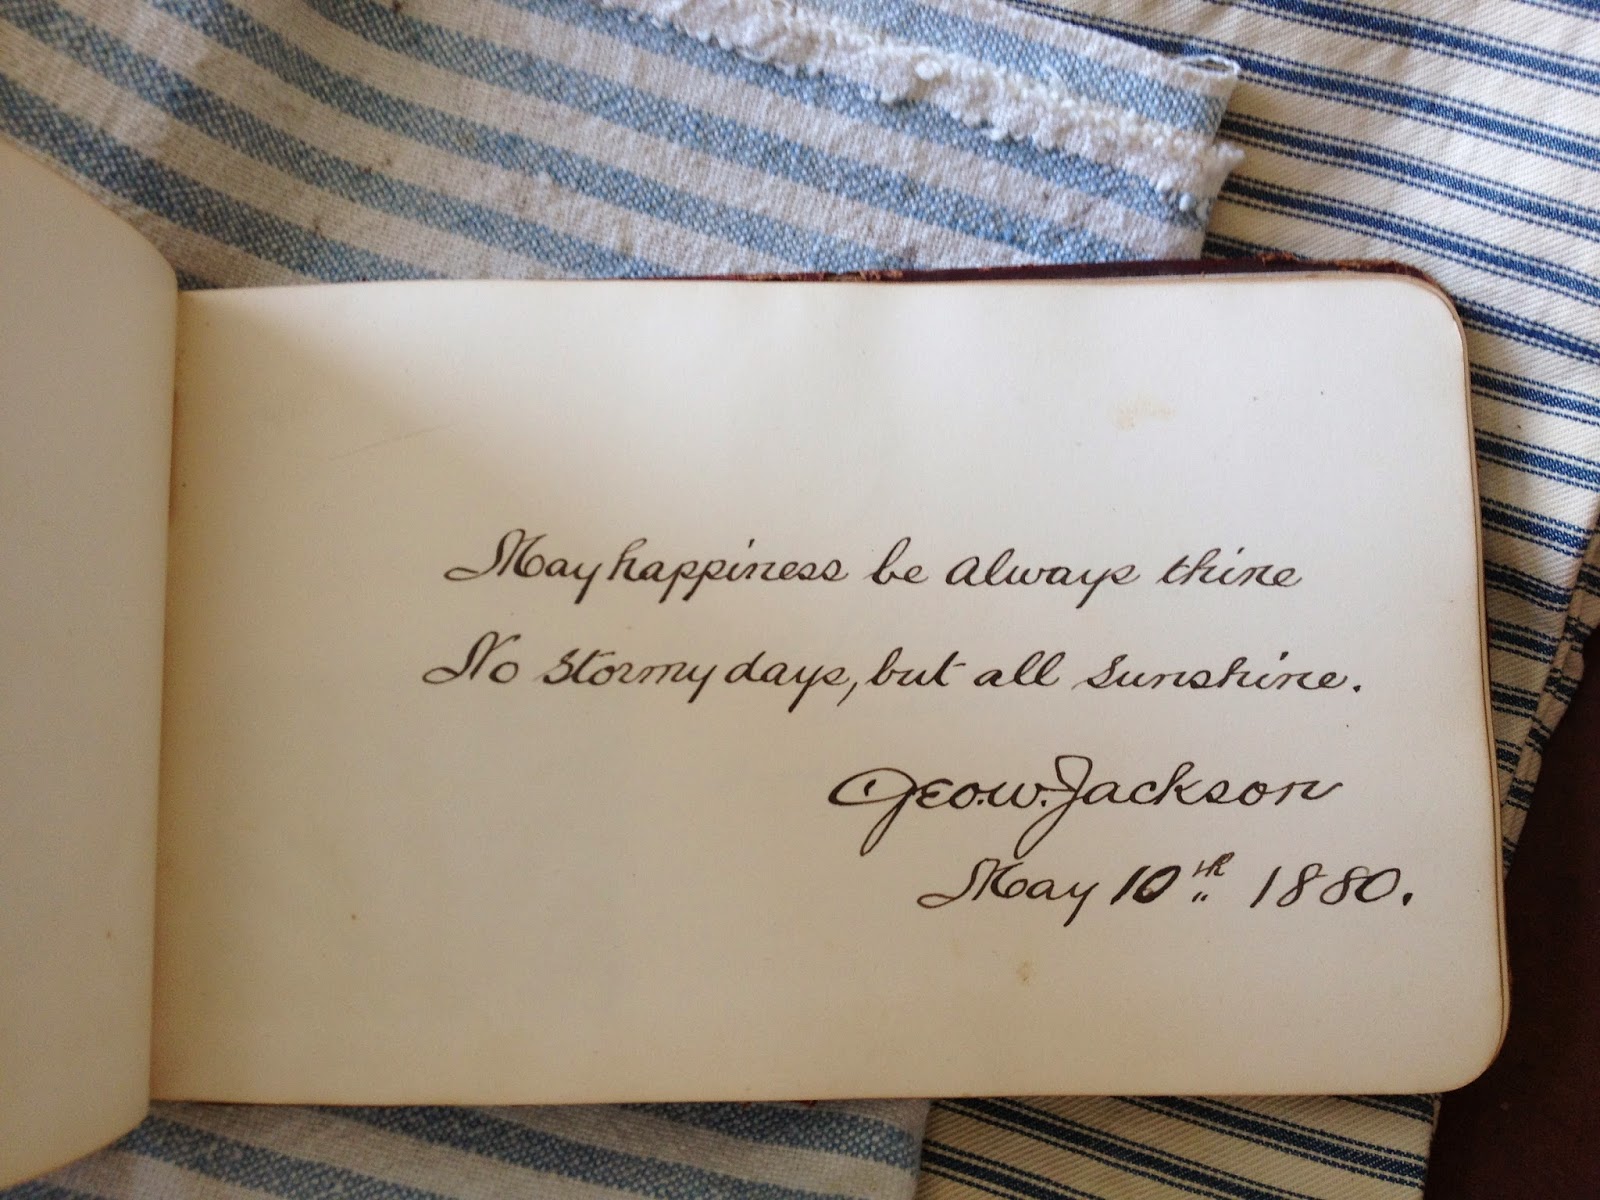 May happiness be always thine
No stormy days, but all sunshine.
Geo. W. Jackson
May 10th 1880.